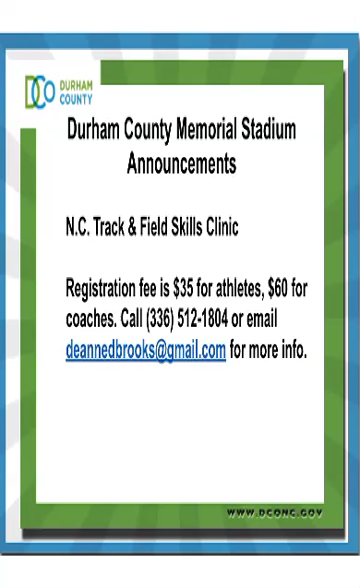 DCO DURHAM
COUNTY
Durham County Memorial Stadium
Announcements
N.C. Track & Field Skills Clinic
Registration fee is $35 for athletes, $60 for
coaches. Call (336) 512-1804 or email
deannedbrooks@gmail.com for more info.
WWW.DCONC.GOV